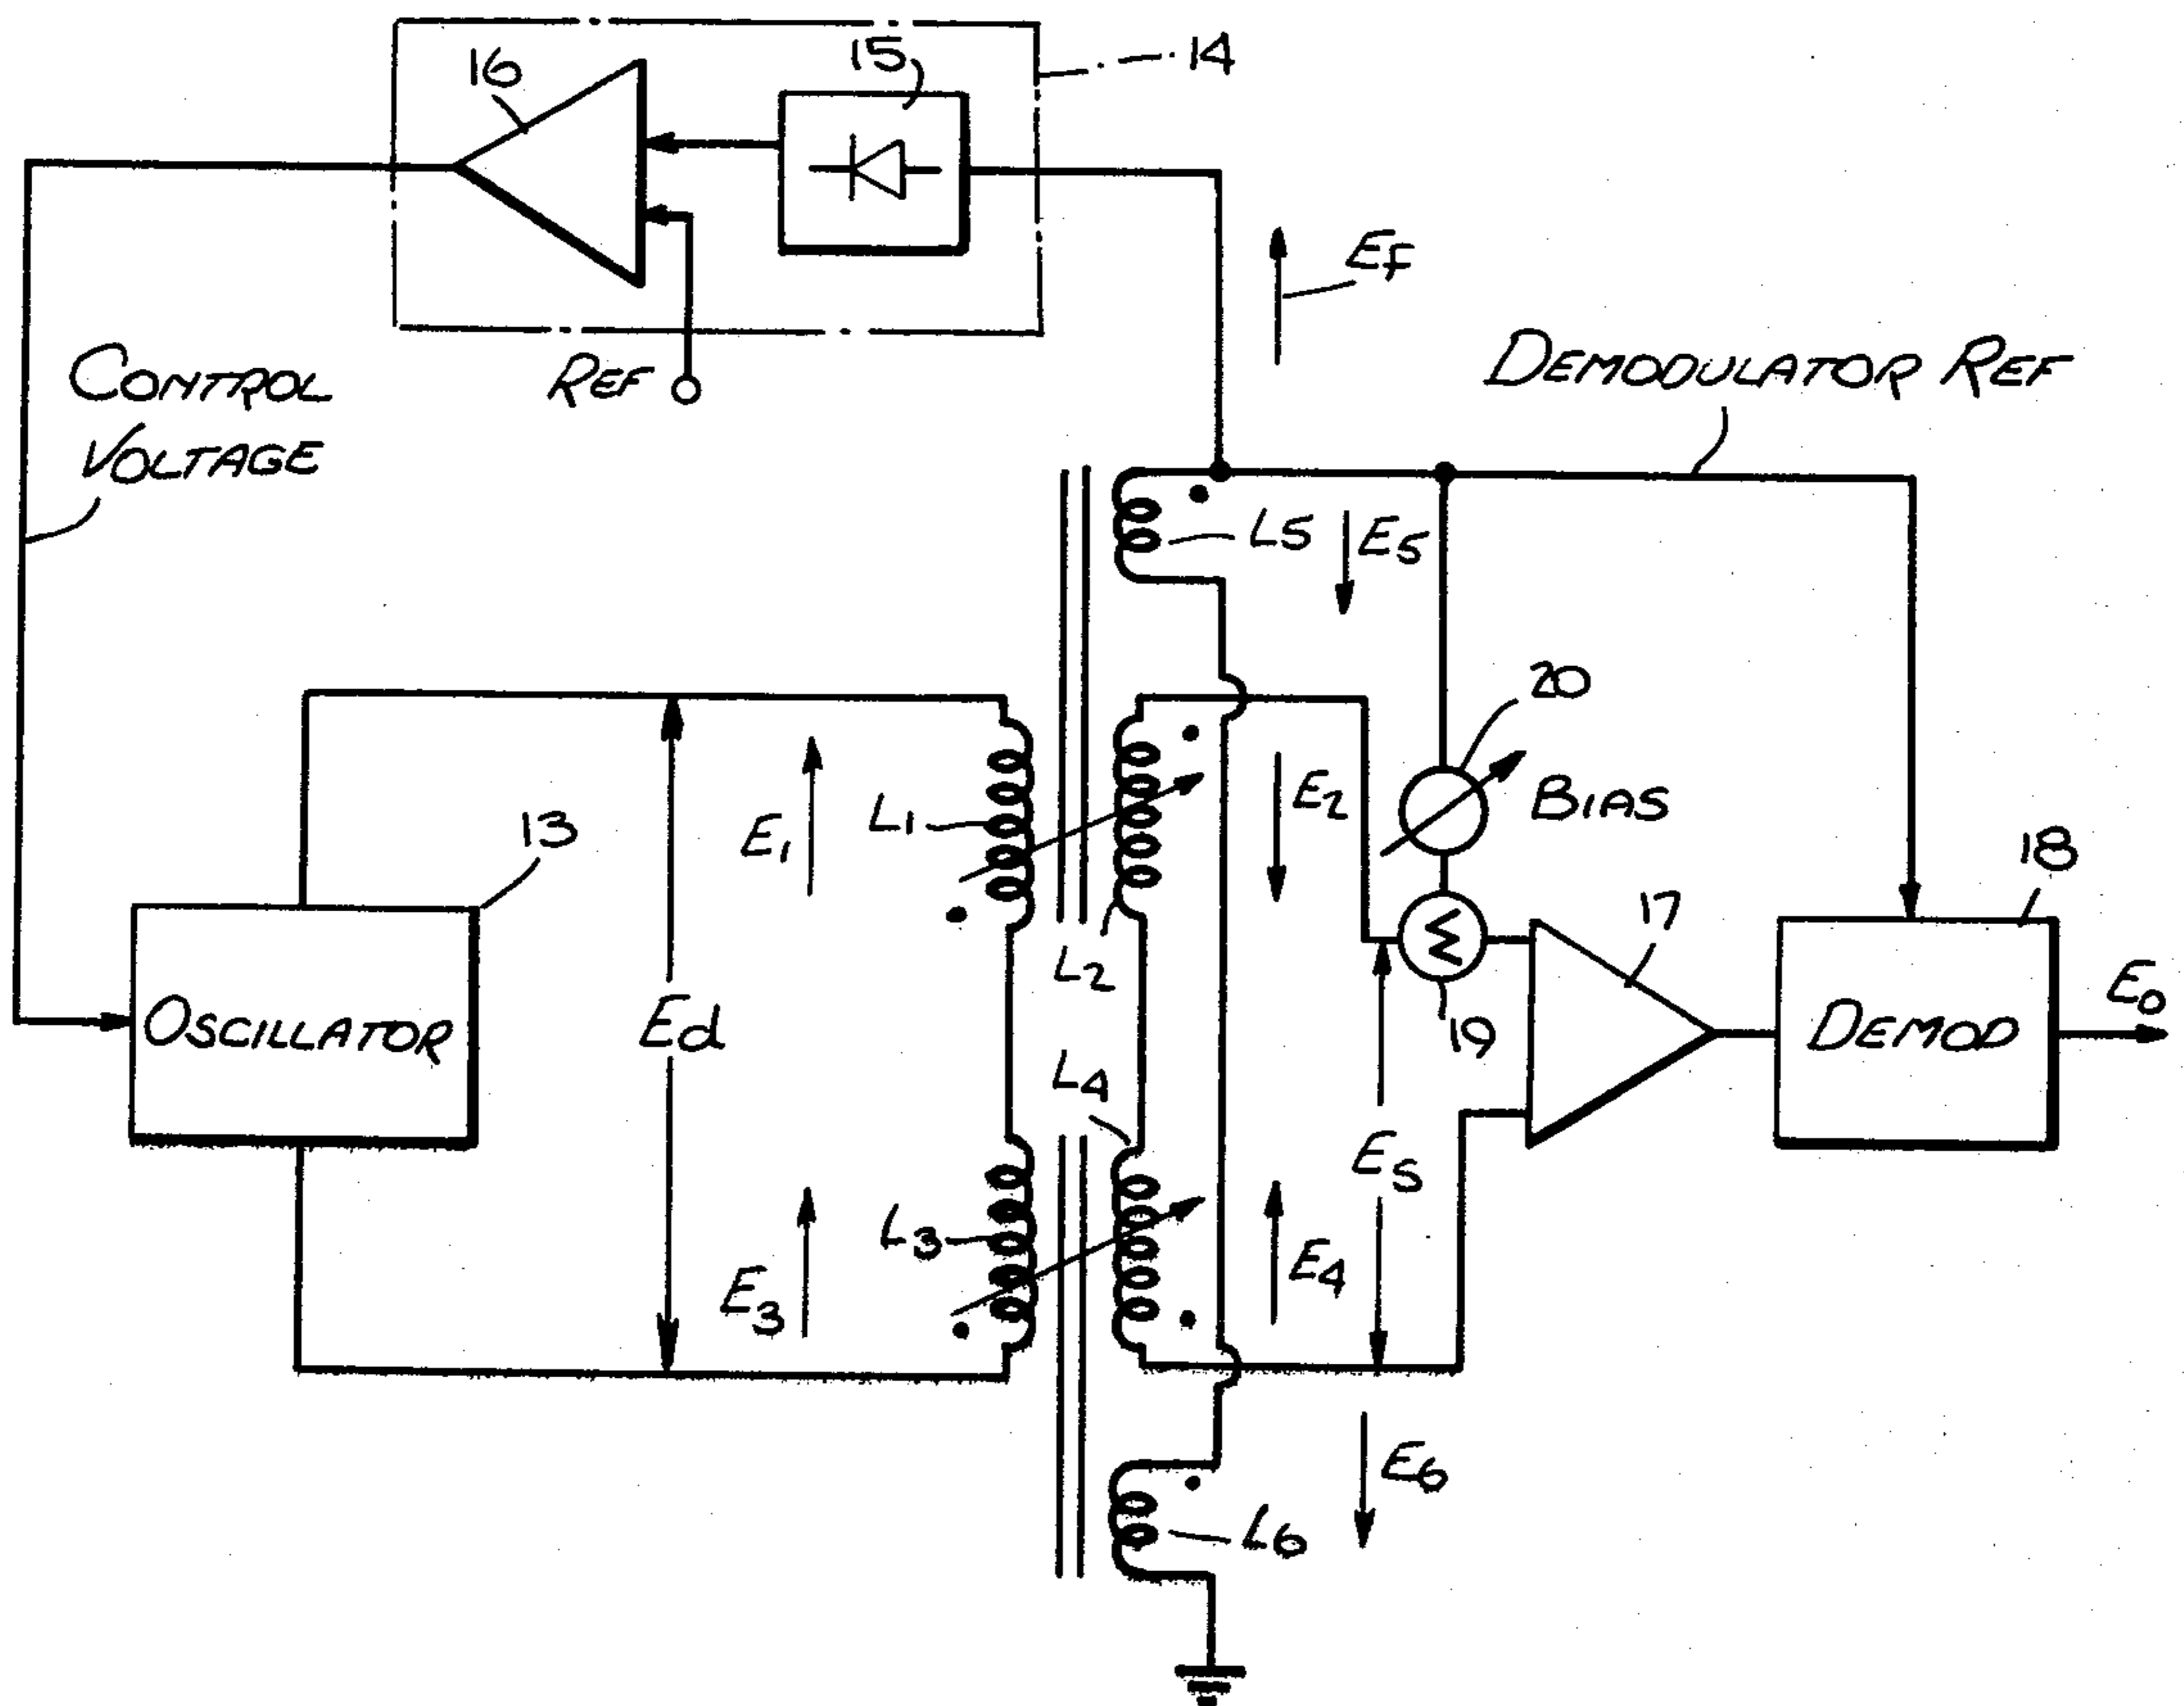 16
15
14
Ef
CONTROL
VOLTAGE
REF
DEMODULATOR REF
L5
E5
20
BIAS
E2
L1
E1
13
18
17
L2
OSCILLATOR
Ed
19
DEMOD
Eo
L4
Es
L3
E3
E4
E6
L6